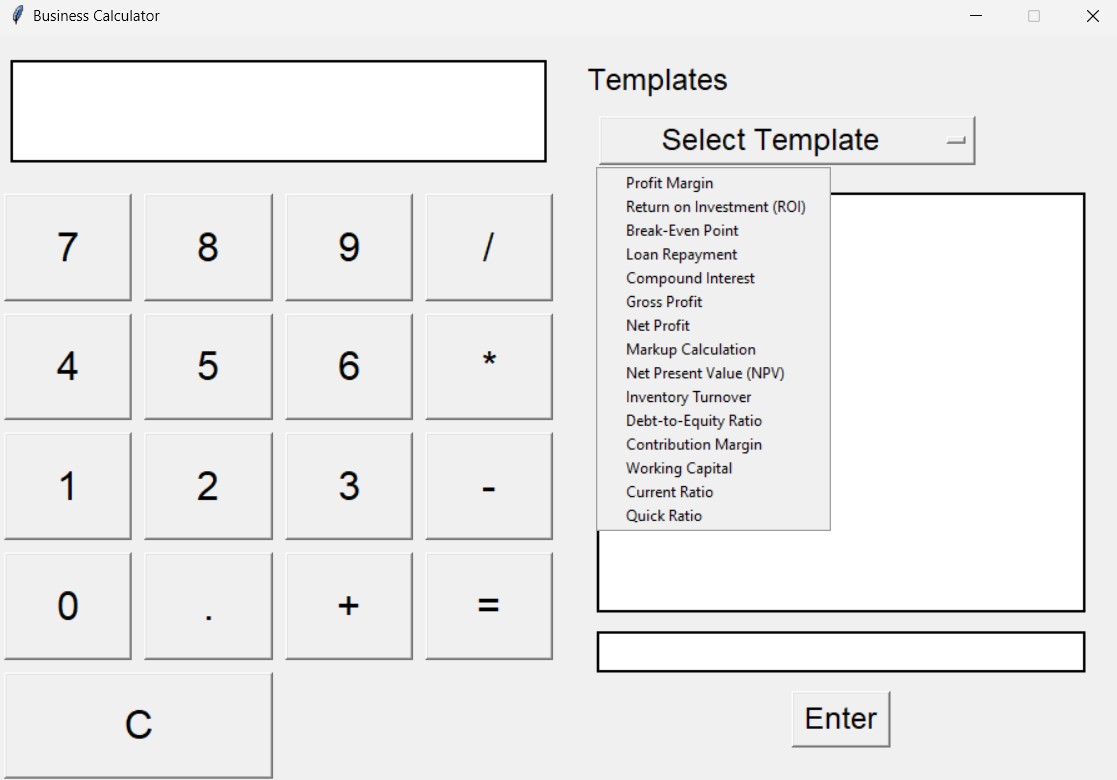 Business Calculator
Templates
Select Template
Profit Margin
Return on Investment (ROI)
Break-Even Point
Loan Repayment
Compound Interest
Gross Profit
Net Profit
Markup Calculation
Net Present Value (NPV)
Inventory Turnover
Debt-to-Equity Ratio
Contribution Margin
Working Capital
Current Ratio
Quick Ratio
7 8 9 /
4 5 6 *
1 2 3 -
0 . + =
C
Enter